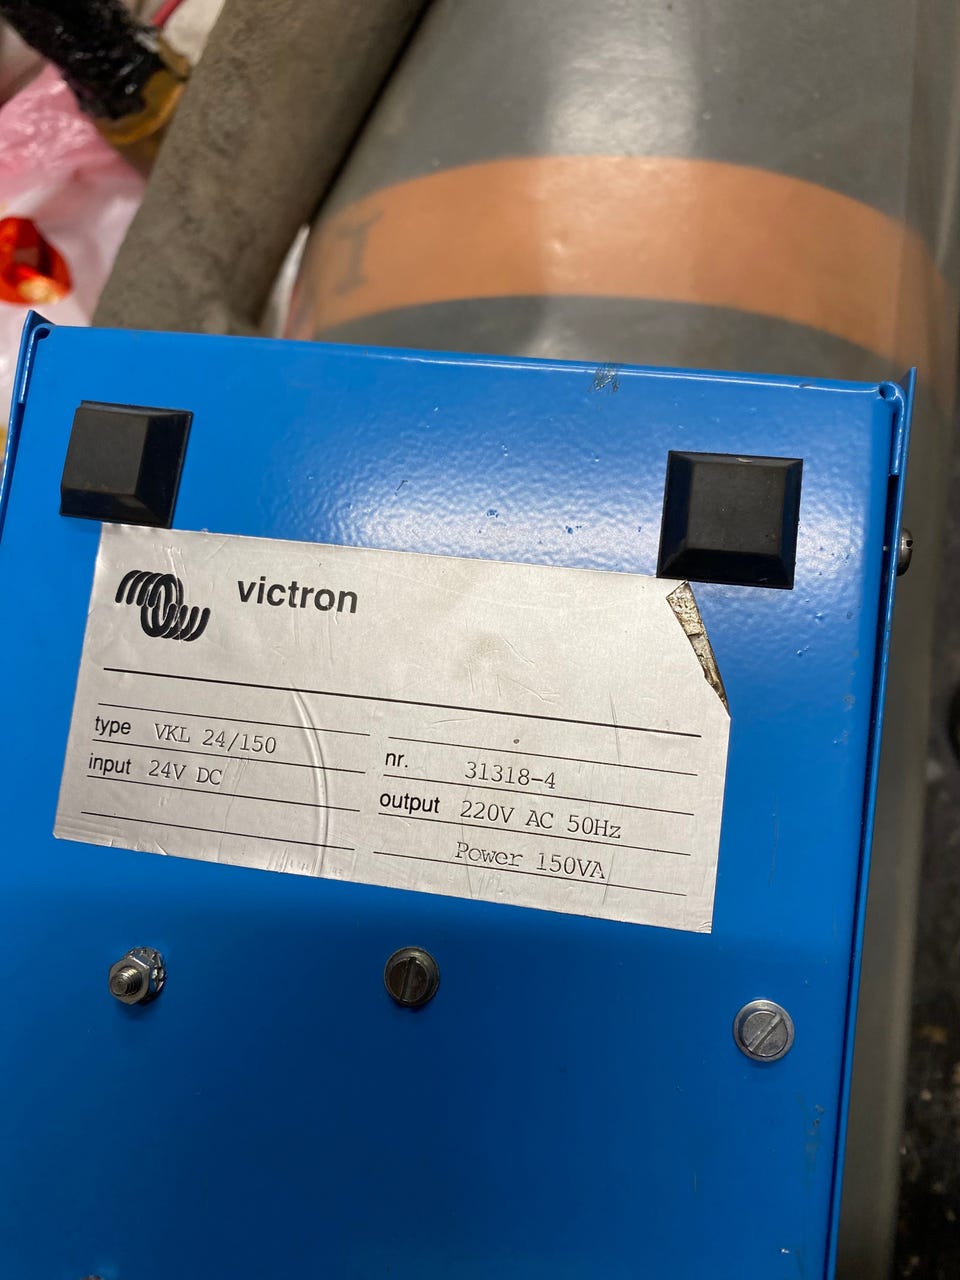 victron
type VKL 24/150
input 24V DC
nr. 31318-4
output 220V AC 50Hz
Power 150VA